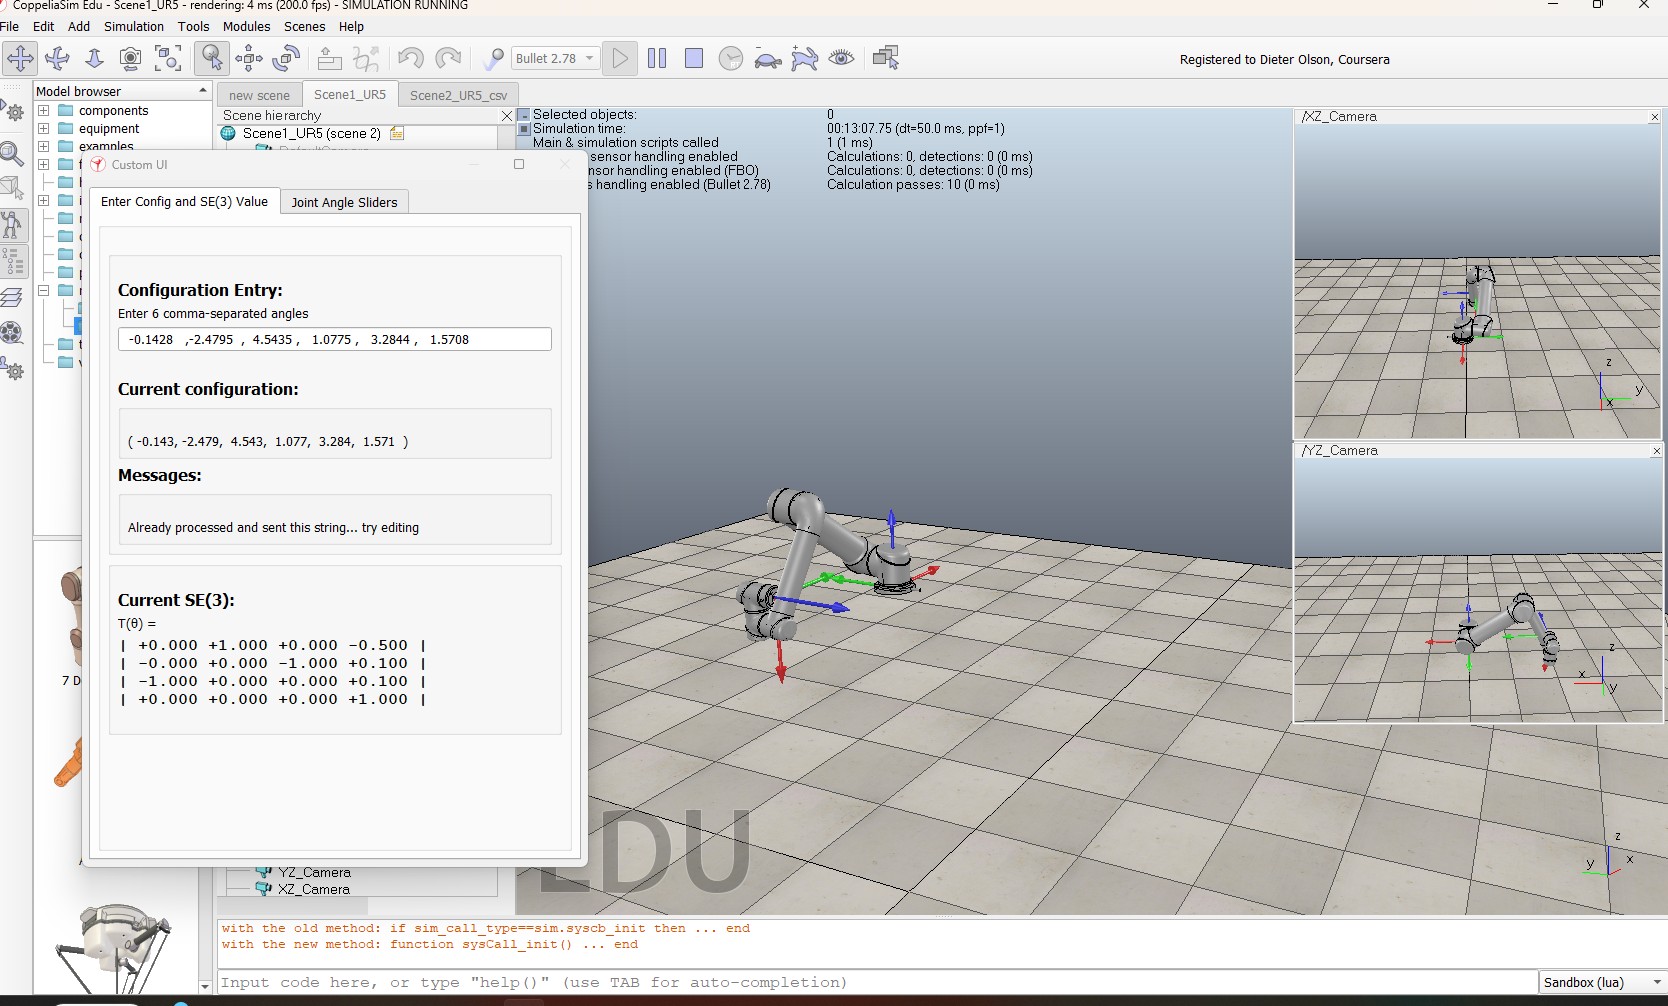 CoppeliaSim Edu - Scene1_UR5 - rendering: 4 ms (200.0 fps) - SIMULATION RUNNING
File Edit Add Simulation Tools Modules Scenes Help
Bullet 2.78
RT
Registered to Dieter Olson, Coursera
Model browser
components
equipment
examples
new scene
Scene1_UR5
Scene2_UR5_csv
Scene hierarchy
Scene1_UR5 (scene 2)
Selected objects: 0
Simulation time: 00:13:07.75 (dt=50.0 ms, ppf=1)
Main & simulation scripts called 1 (1 ms)
sensor handling enabled Calculations: 0, detections: 0 (0 ms)
nsor handling enabled (FBO) Calculations: 0, detections: 0 (0 ms)
s handling enabled (Bullet 2.78) Calculation passes: 10 (0 ms)
Custom UI
Enter Config and SE(3) Value
Joint Angle Sliders
Configuration Entry:
Enter 6 comma-separated angles
-0.1428 ,-2.4795 , 4.5435 , 1.0775 , 3.2844 , 1.5708
Current configuration:
( -0.143, -2.479, 4.543, 1.077, 3.284, 1.571 )
Messages:
Already processed and sent this string... try editing
Current SE(3):
T(θ) =
| +0.000 +1.000 +0.000 -0.500 |
| -0.000 +0.000 -1.000 +0.100 |
| -1.000 +0.000 +0.000 +0.100 |
| +0.000 +0.000 +0.000 +1.000 |
7 D
/XZ_Camera
z
y
x
/YZ_Camera
z
x
y
z
y
x
EDU
YZ_Camera
XZ_Camera
with the old method: if sim_call_type==sim.syscb_init then ... end
with the new method: function sysCall_init() ... end
Input code here, or type "help()" (use TAB for auto-completion)
Sandbox (lua)